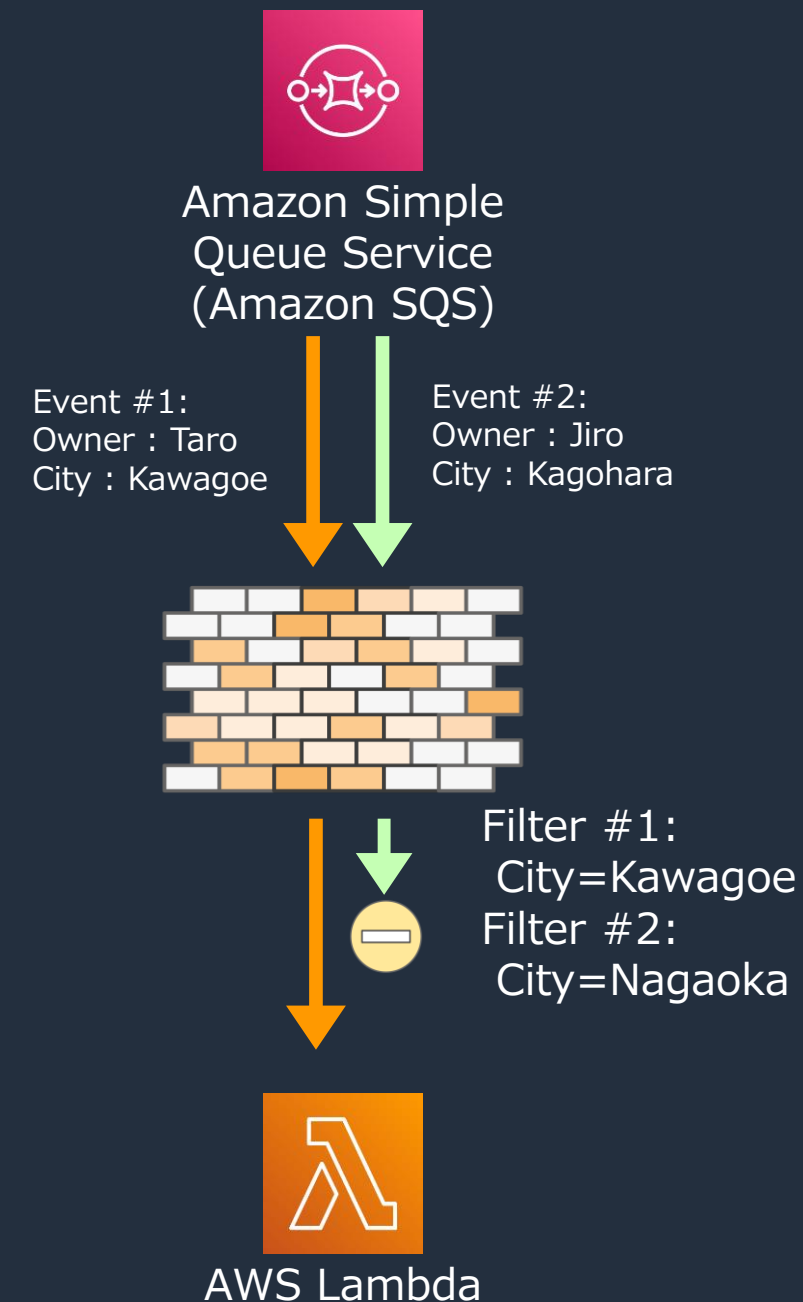 Amazon Simple
Queue Service
(Amazon SQS)
Event #1:
Owner : Taro
City : Kawagoe
Event #2:
Owner : Jiro
City : Kagohara
Filter #1:
City=Kawagoe
Filter #2:
City=Nagaoka
AWS Lambda